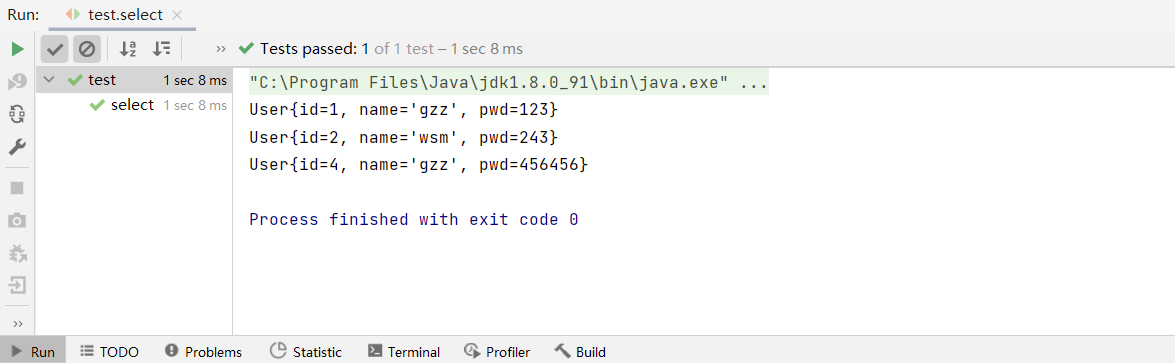 Run: test.select
Tests passed: 1 of 1 test – 1 sec 8 ms
test 1 sec 8 ms
select 1 sec 8 ms
"C:\Program Files\Java\jdk1.8.0_91\bin\java.exe" ...
User{id=1, name='gzz', pwd=123}
User{id=2, name='wsm', pwd=243}
User{id=4, name='gzz', pwd=456456}
Process finished with exit code 0
Run TODO Problems Statistic Terminal Profiler Build